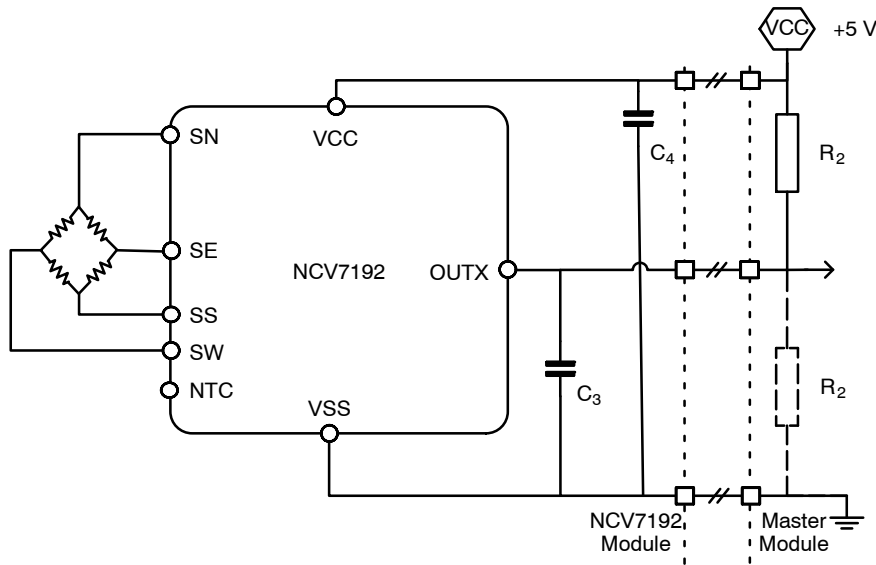 VCC +5 V
SN
VCC
C4
R2
SE
NCV7192
OUTX
SS
SW
NTC
C3
R2
VSS
NCV7192
Module
Master
Module